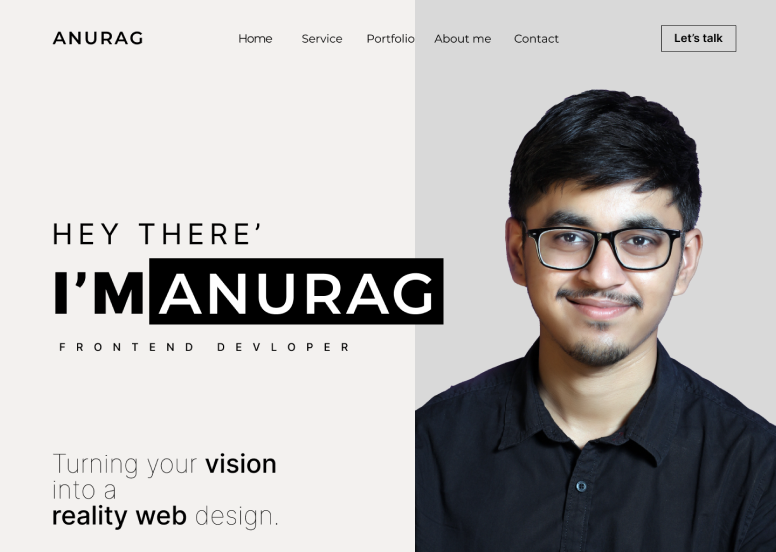 ANURAG
Home Service Portfolio About me Contact
Let's talk
HEY THERE’
I’M ANURAG
FRONTEND DEVLOPER
Turning your vision
into a
reality web design.